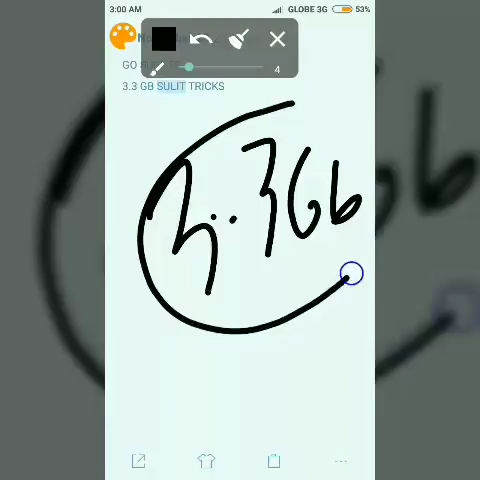 3:00 AM GLOBE 3G 53%
4
GO
3.3 GB SULIT TRICKS
3.3Gb